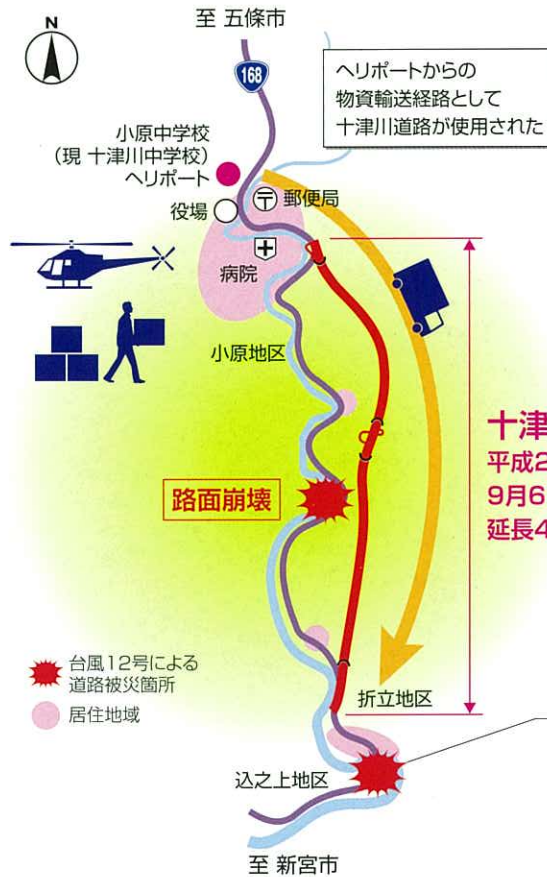 至 五條市
N
168
ヘリポートからの
物資輸送経路として
十津川道路が使用された
小原中学校
(現 十津川中学校)
ヘリポート
郵便局
役場
病院
小原地区
十津
平成2
9月6
延長4
路面崩壊
台風12号による
道路被災箇所
居住地域
折立地区
込之上地区
至 新宮市